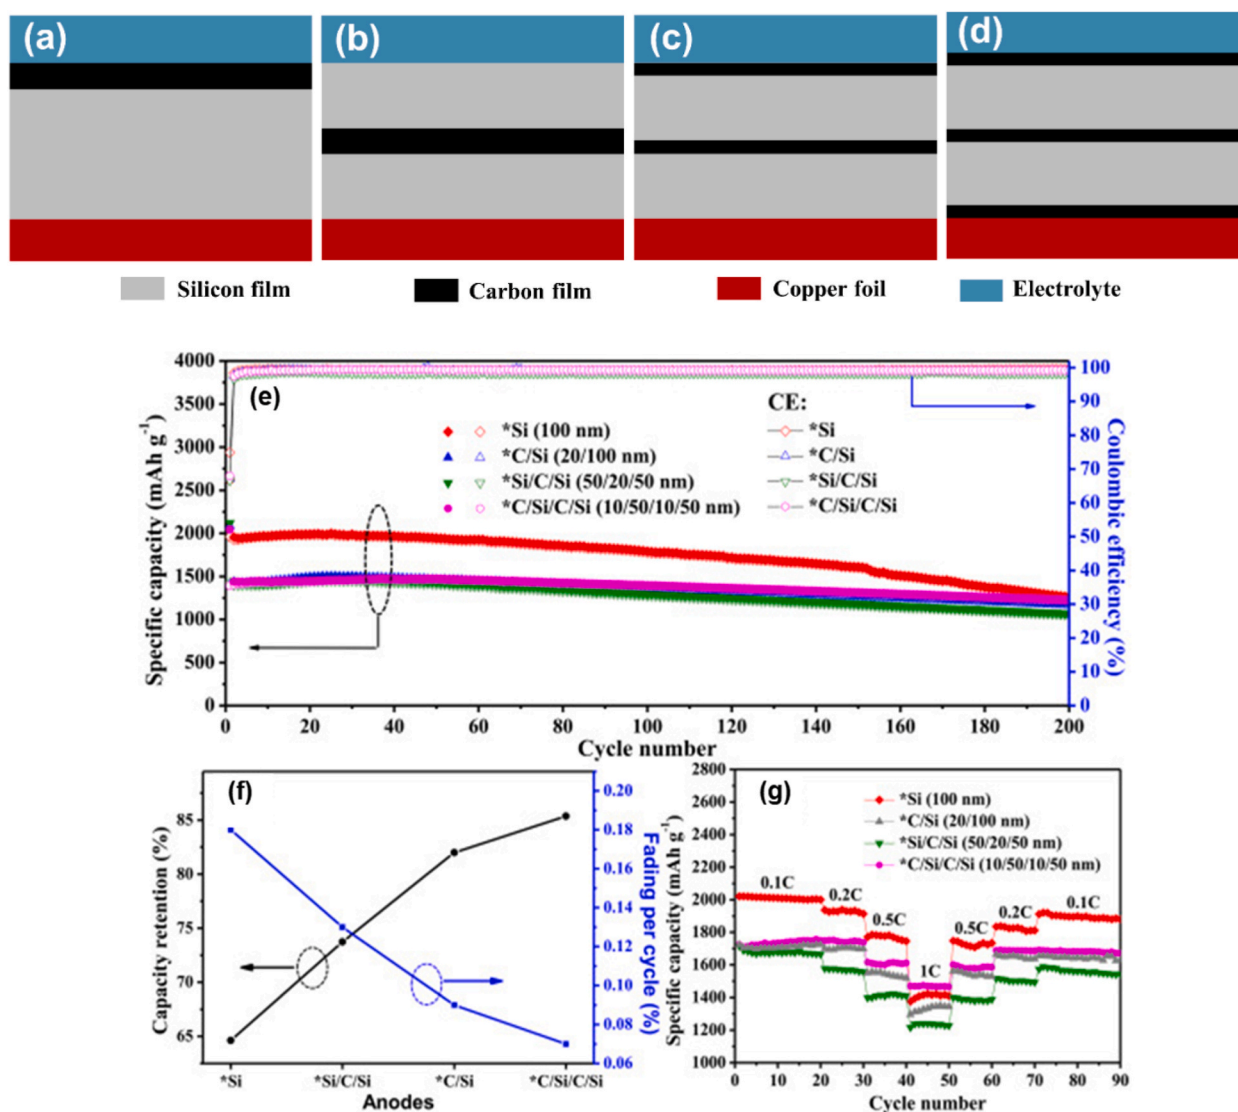 (a) (b) (c) (d)
Silicon film Carbon film Copper foil Electrolyte
(e)
4000
3500
3000
2500
2000
1500
1000
500
0
Specific capacity (mAh g⁻¹)
*Si (100 nm)
*C/Si (20/100 nm)
*Si/C/Si (50/20/50 nm)
*C/Si/C/Si (10/50/10/50 nm)
CE:
*Si
*C/Si
*Si/C/Si
*C/Si/C/Si
100
90
80
70
60
50
40
30
20
10
0
Coulombic efficiency (%)
0 20 40 60 80 100 120 140 160 180 200
Cycle number
(f)
85
80
75
70
65
Capacity retention (%)
0.20
0.18
0.16
0.14
0.12
0.10
0.08
0.06
Fading per cycle (%)
*Si *Si/C/Si *C/Si *C/Si/C/Si
Anodes
(g)
2800
2600
2400
2200
2000
1800
1600
1400
1200
1000
Specific capacity (mAh g⁻¹)
*Si (100 nm)
*C/Si (20/100 nm)
*Si/C/Si (50/20/50 nm)
*C/Si/C/Si (10/50/10/50 nm)
0.1C
0.2C
0.5C
1C
0.5C
0.2C
0.1C
0 10 20 30 40 50 60 70 80 90
Cycle number